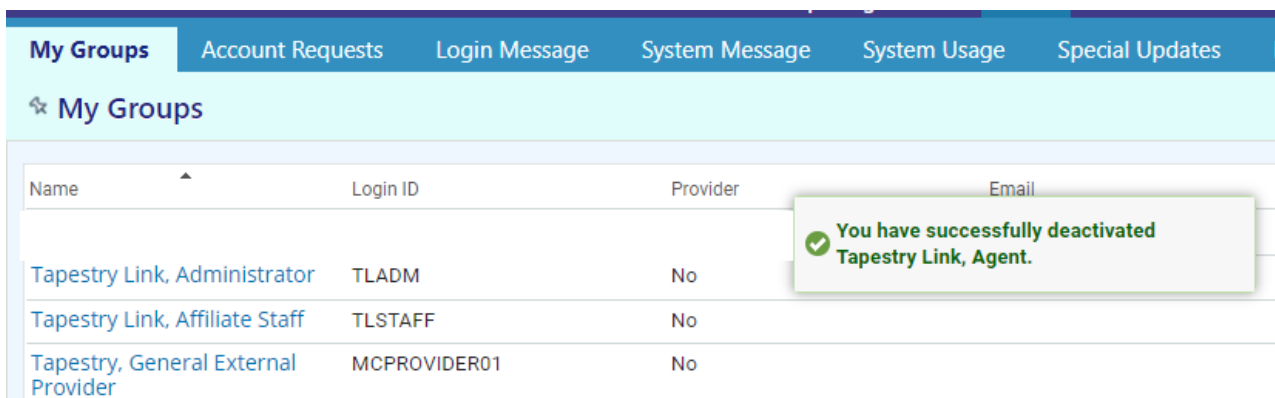 My Groups Account Requests Login Message System Message System Usage Special Updates
My Groups
Name Login ID Provider Email
You have successfully deactivated
Tapestry Link, Agent.
Tapestry Link, Administrator TLADM No
Tapestry Link, Affiliate Staff TLSTAFF No
Tapestry, General External MCPROVIDER01 No
Provider